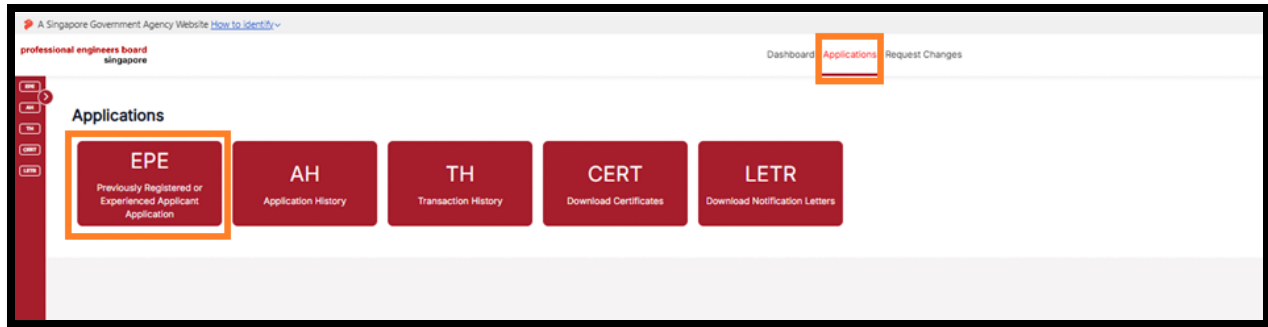 A Singapore Government Agency Website How to identify
professional engineers board
singapore
Dashboard Applications Request Changes
EPE
AH
TH
CERT
LETR
Applications
EPE
Previously Registered or
Experienced Applicant
Application
AH
Application History
TH
Transaction History
CERT
Download Certificates
LETR
Download Notification Letters